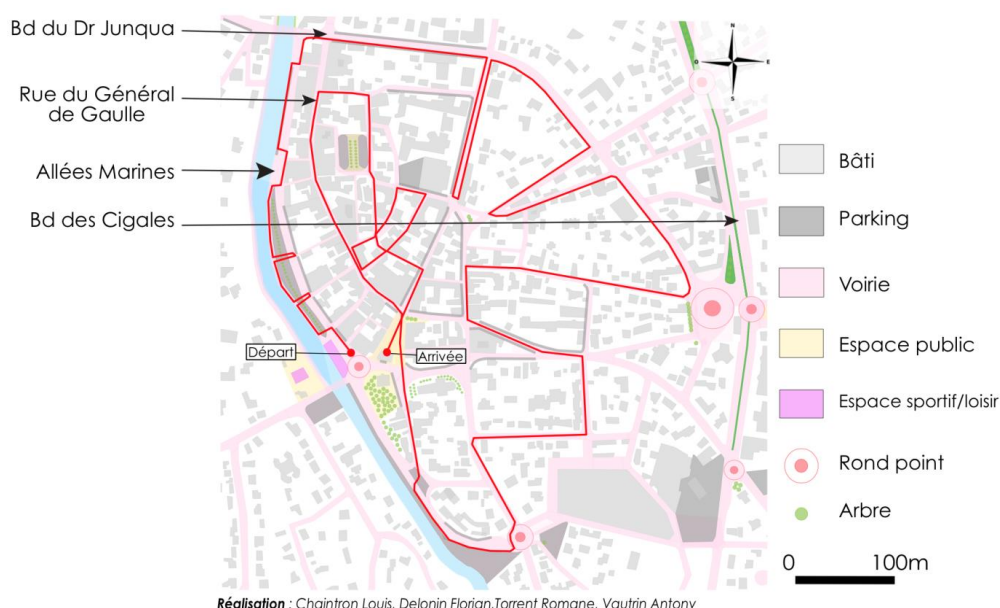 Bd du Dr Junqua
Rue du Général
de Gaulle
Allées Marines
Bd des Cigales
Départ
Arrivée
N
O
E
S
Bâti
Parking
Voirie
Espace public
Espace sportif/loisir
Rond point
Arbre
0 100m
Réalisation : Chaintron Louis, Delonin Florian,Torrent Romane, Vautrin Antony